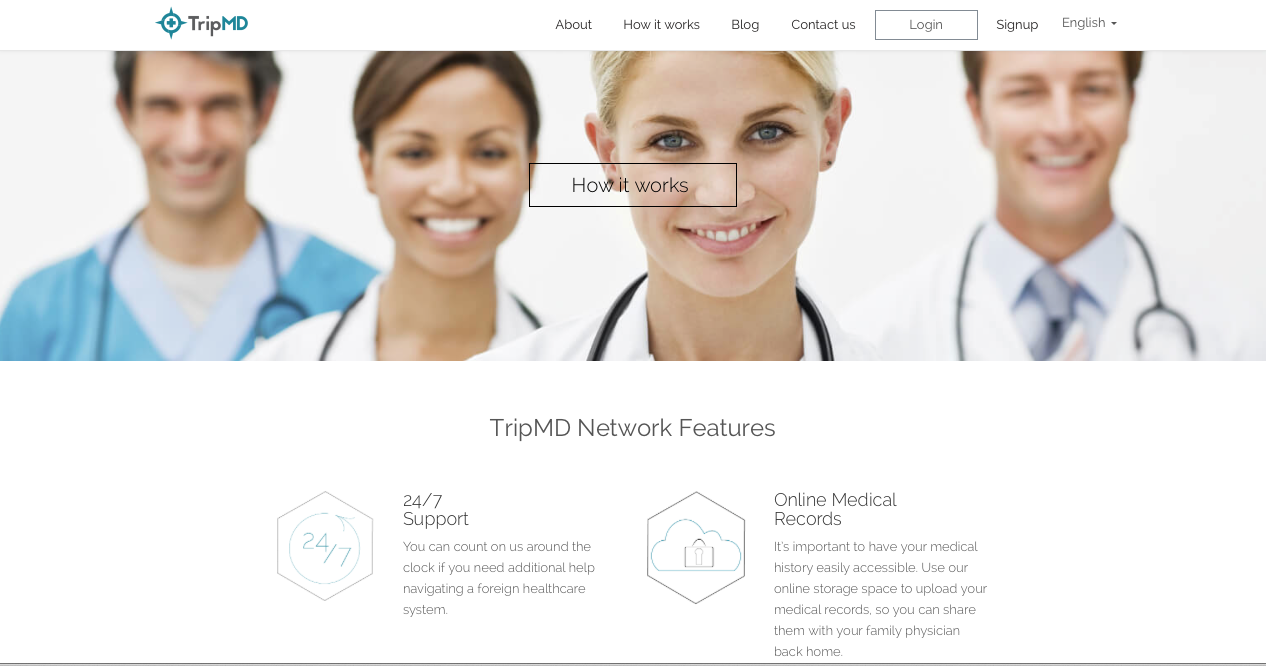 TripMD
About How it works Blog Contact us Login Signup English
How it works
TripMD Network Features
24/7
24/7
Support
You can count on us around the
clock if you need additional help
navigating a foreign healthcare
system.
Online Medical
Records
It's important to have your medical
history easily accessible. Use our
online storage space to upload your
medical records, so you can share
them with your family physician
back home.